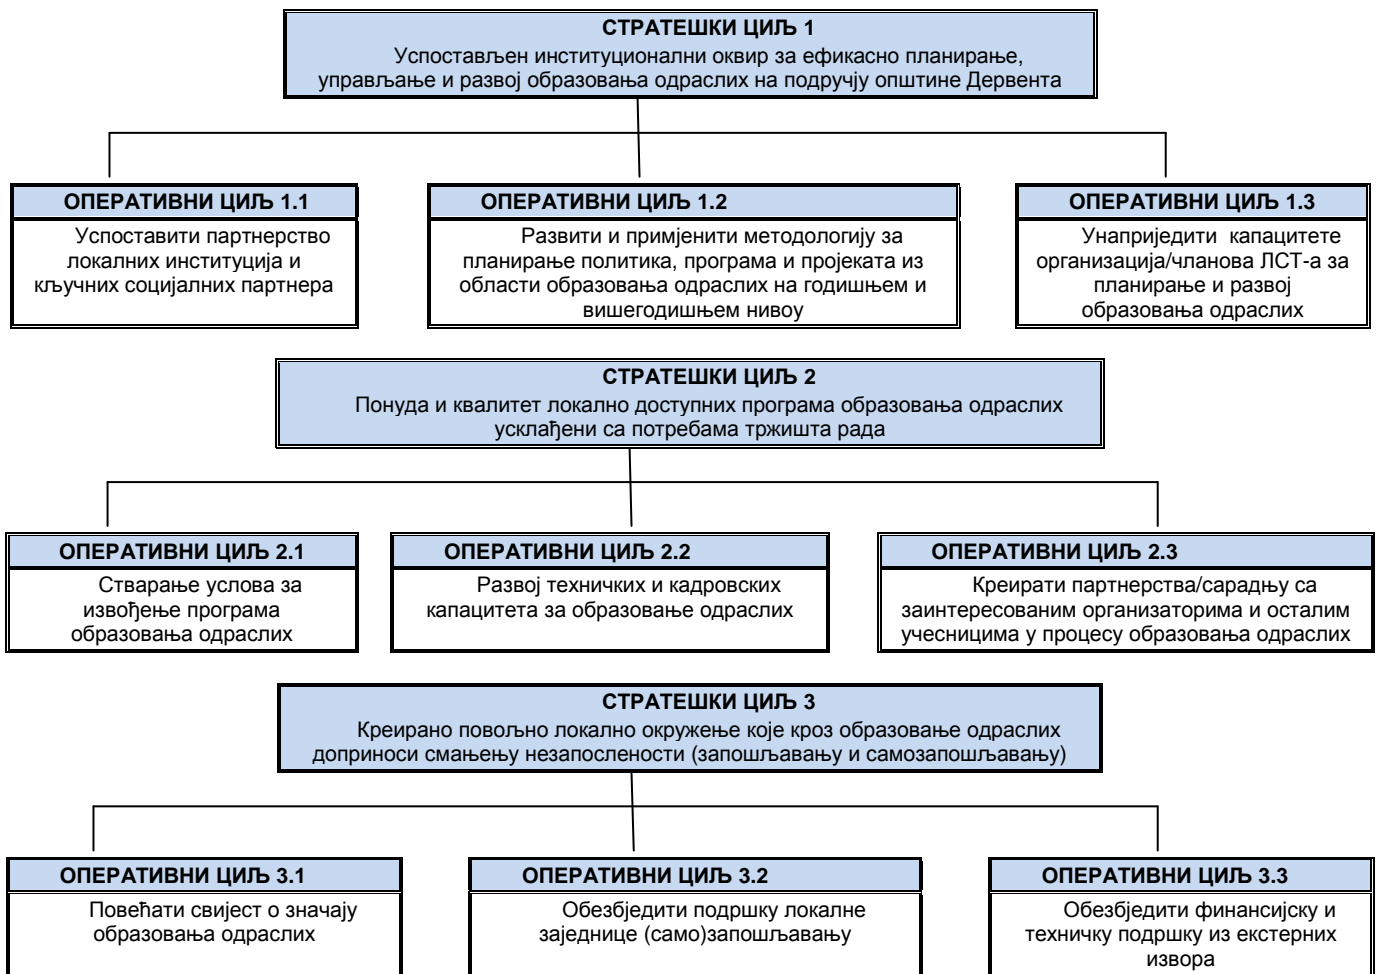 СТРАТЕШКИ ЦИЉ 1
Успостављен институционални оквир за ефикасно планирање,
управљање и развој образовања одраслих на подручју општине Дервента
ОПЕРАТИВНИ ЦИЉ 1.1
Успоставити партнерство
локалних институција и
кључних социјалних партнера
ОПЕРАТИВНИ ЦИЉ 1.2
Развити и примјенити методологију за
планирање политика, програма и пројеката из
области образовања одраслих на годишњем и
вишегодишњем нивоу
ОПЕРАТИВНИ ЦИЉ 1.3
Унаприједити капацитете
организација/чланова ЛСТ-а за
планирање и развој
образовања одраслих
СТРАТЕШКИ ЦИЉ 2
Понуда и квалитет локално доступних програма образовања одраслих
усклађени са потребама тржишта рада
ОПЕРАТИВНИ ЦИЉ 2.1
Стварање услова за
извођење програма
образовања одраслих
ОПЕРАТИВНИ ЦИЉ 2.2
Развој техничких и кадровских
капацитета за образовање одраслих
ОПЕРАТИВНИ ЦИЉ 2.3
Креирати партнерства/сарадњу са
заинтересованим организаторима и осталим
учесницима у процесу образовања одраслих
СТРАТЕШКИ ЦИЉ 3
Креирано повољно локално окружење које кроз образовање одраслих
доприноси смањењу незапослености (запошљавању и самозапошљавању)
ОПЕРАТИВНИ ЦИЉ 3.1
Повећати свијест о значају
образовања одраслих
ОПЕРАТИВНИ ЦИЉ 3.2
Обезбједити подршку локалне
заједнице (само)запошљавању
ОПЕРАТИВНИ ЦИЉ 3.3
Обезбједити финансијску и
техничку подршку из екстерних
извора